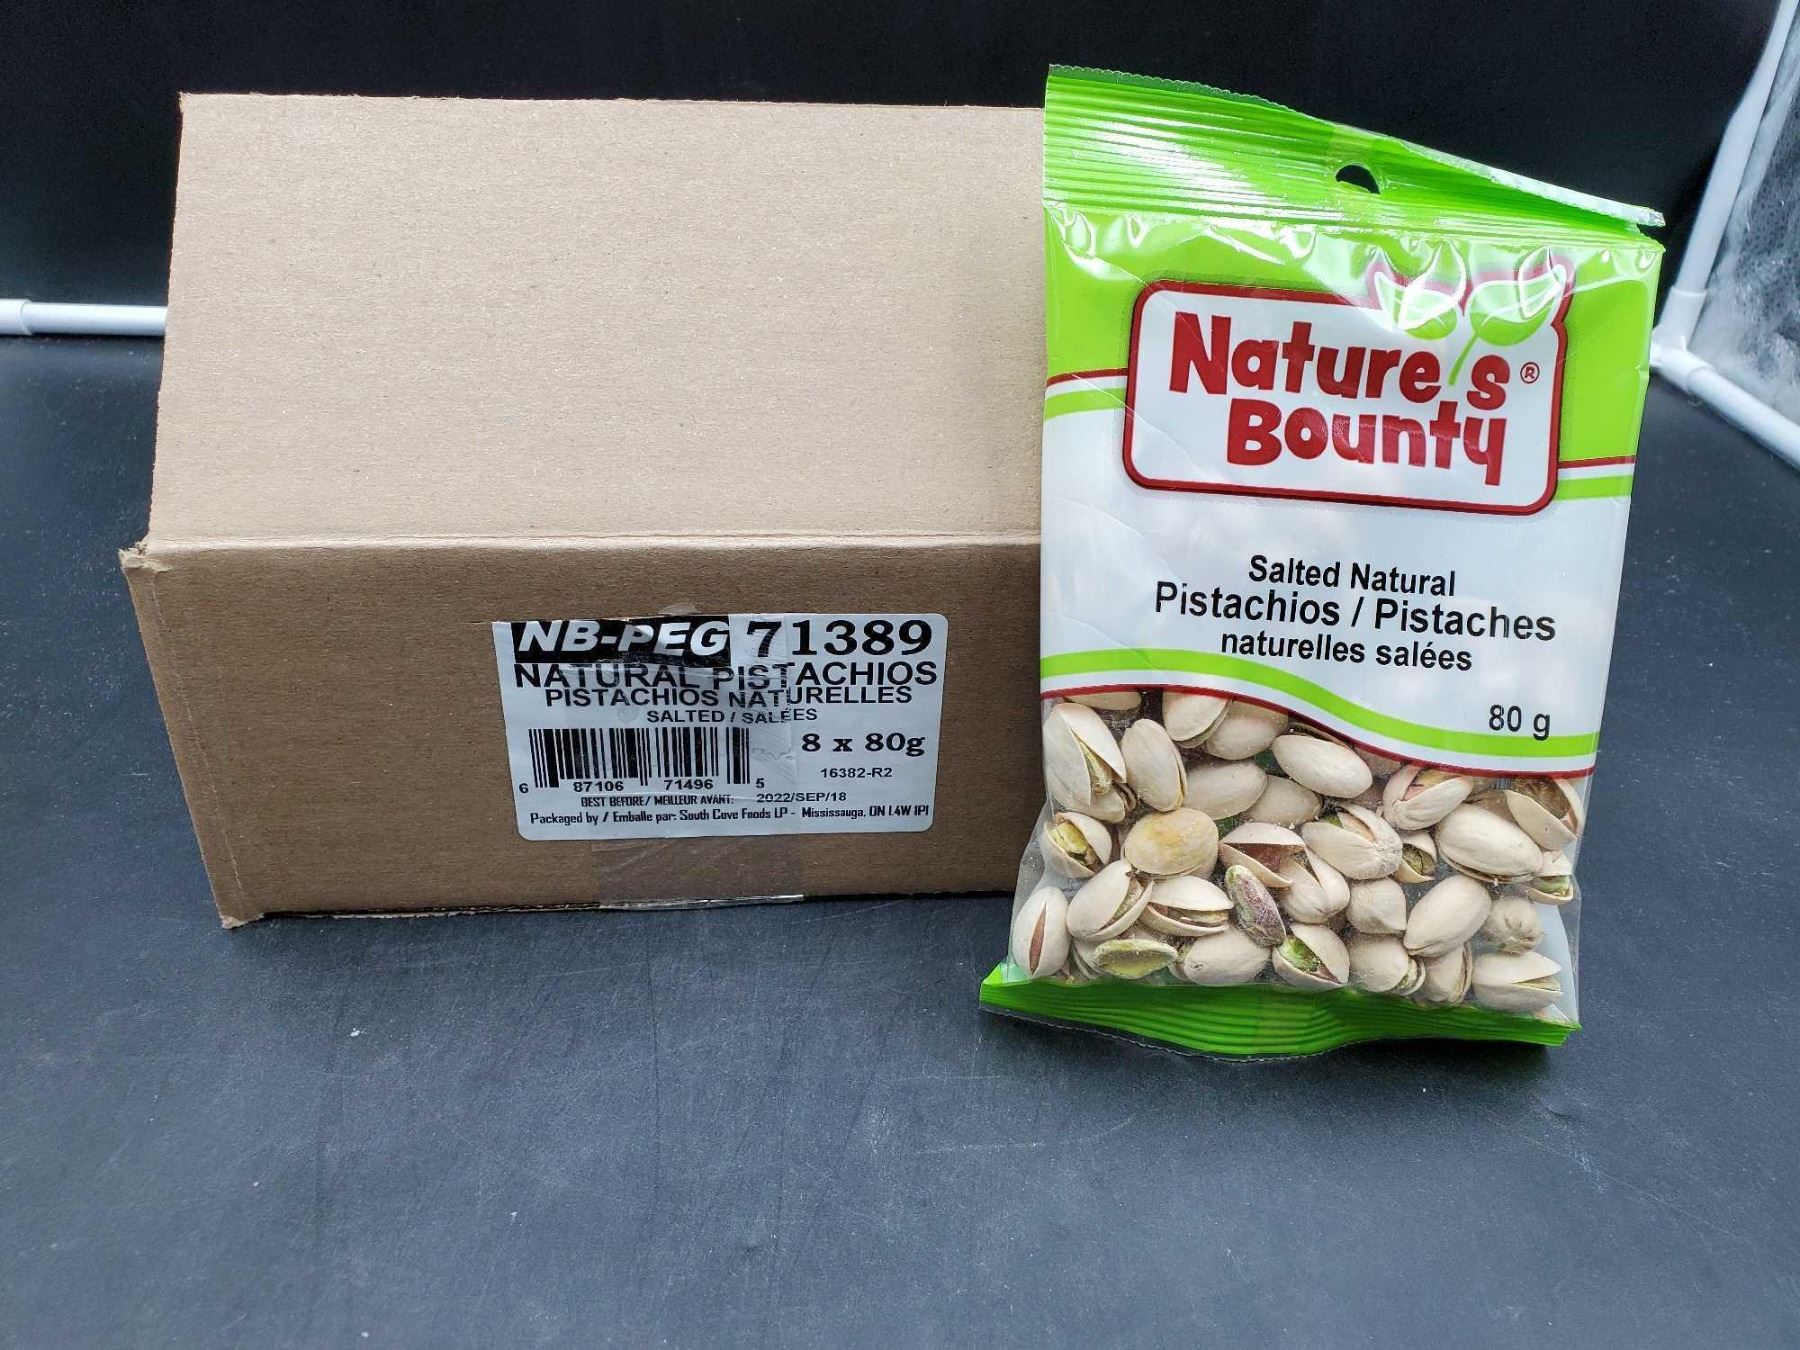 NB-PEG 71389
NATURAL PISTACHIOS
PISTACHIOS NATURELLES
SALTED / SALÉES
8 x 80g
16382-R2
6 87106 71496 5
BEST BEFORE/ MEILLEUR AVANT: 2022/SEP/18
Packaged by / Emballe par: South Cove Foods LP - Mississauga, ON L4W 1P1
Nature's®
Bounty
Salted Natural
Pistachios / Pistaches
naturelles salées
80 g